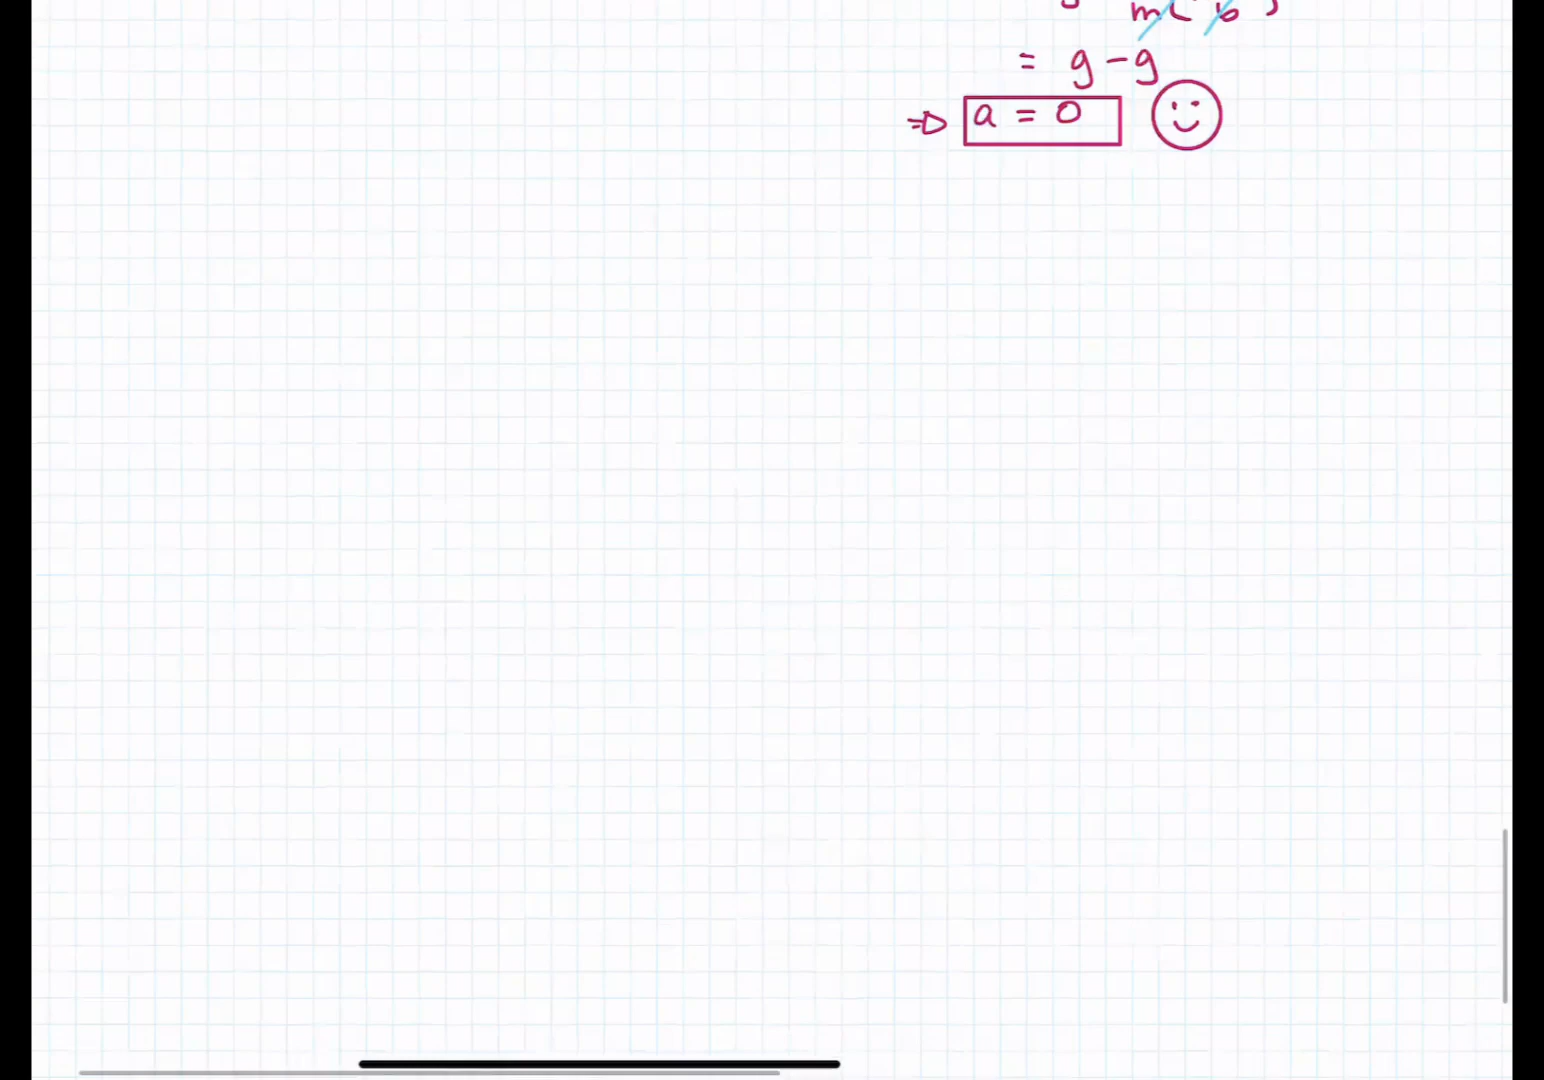 m( b )
= g - g
⇒ a = 0